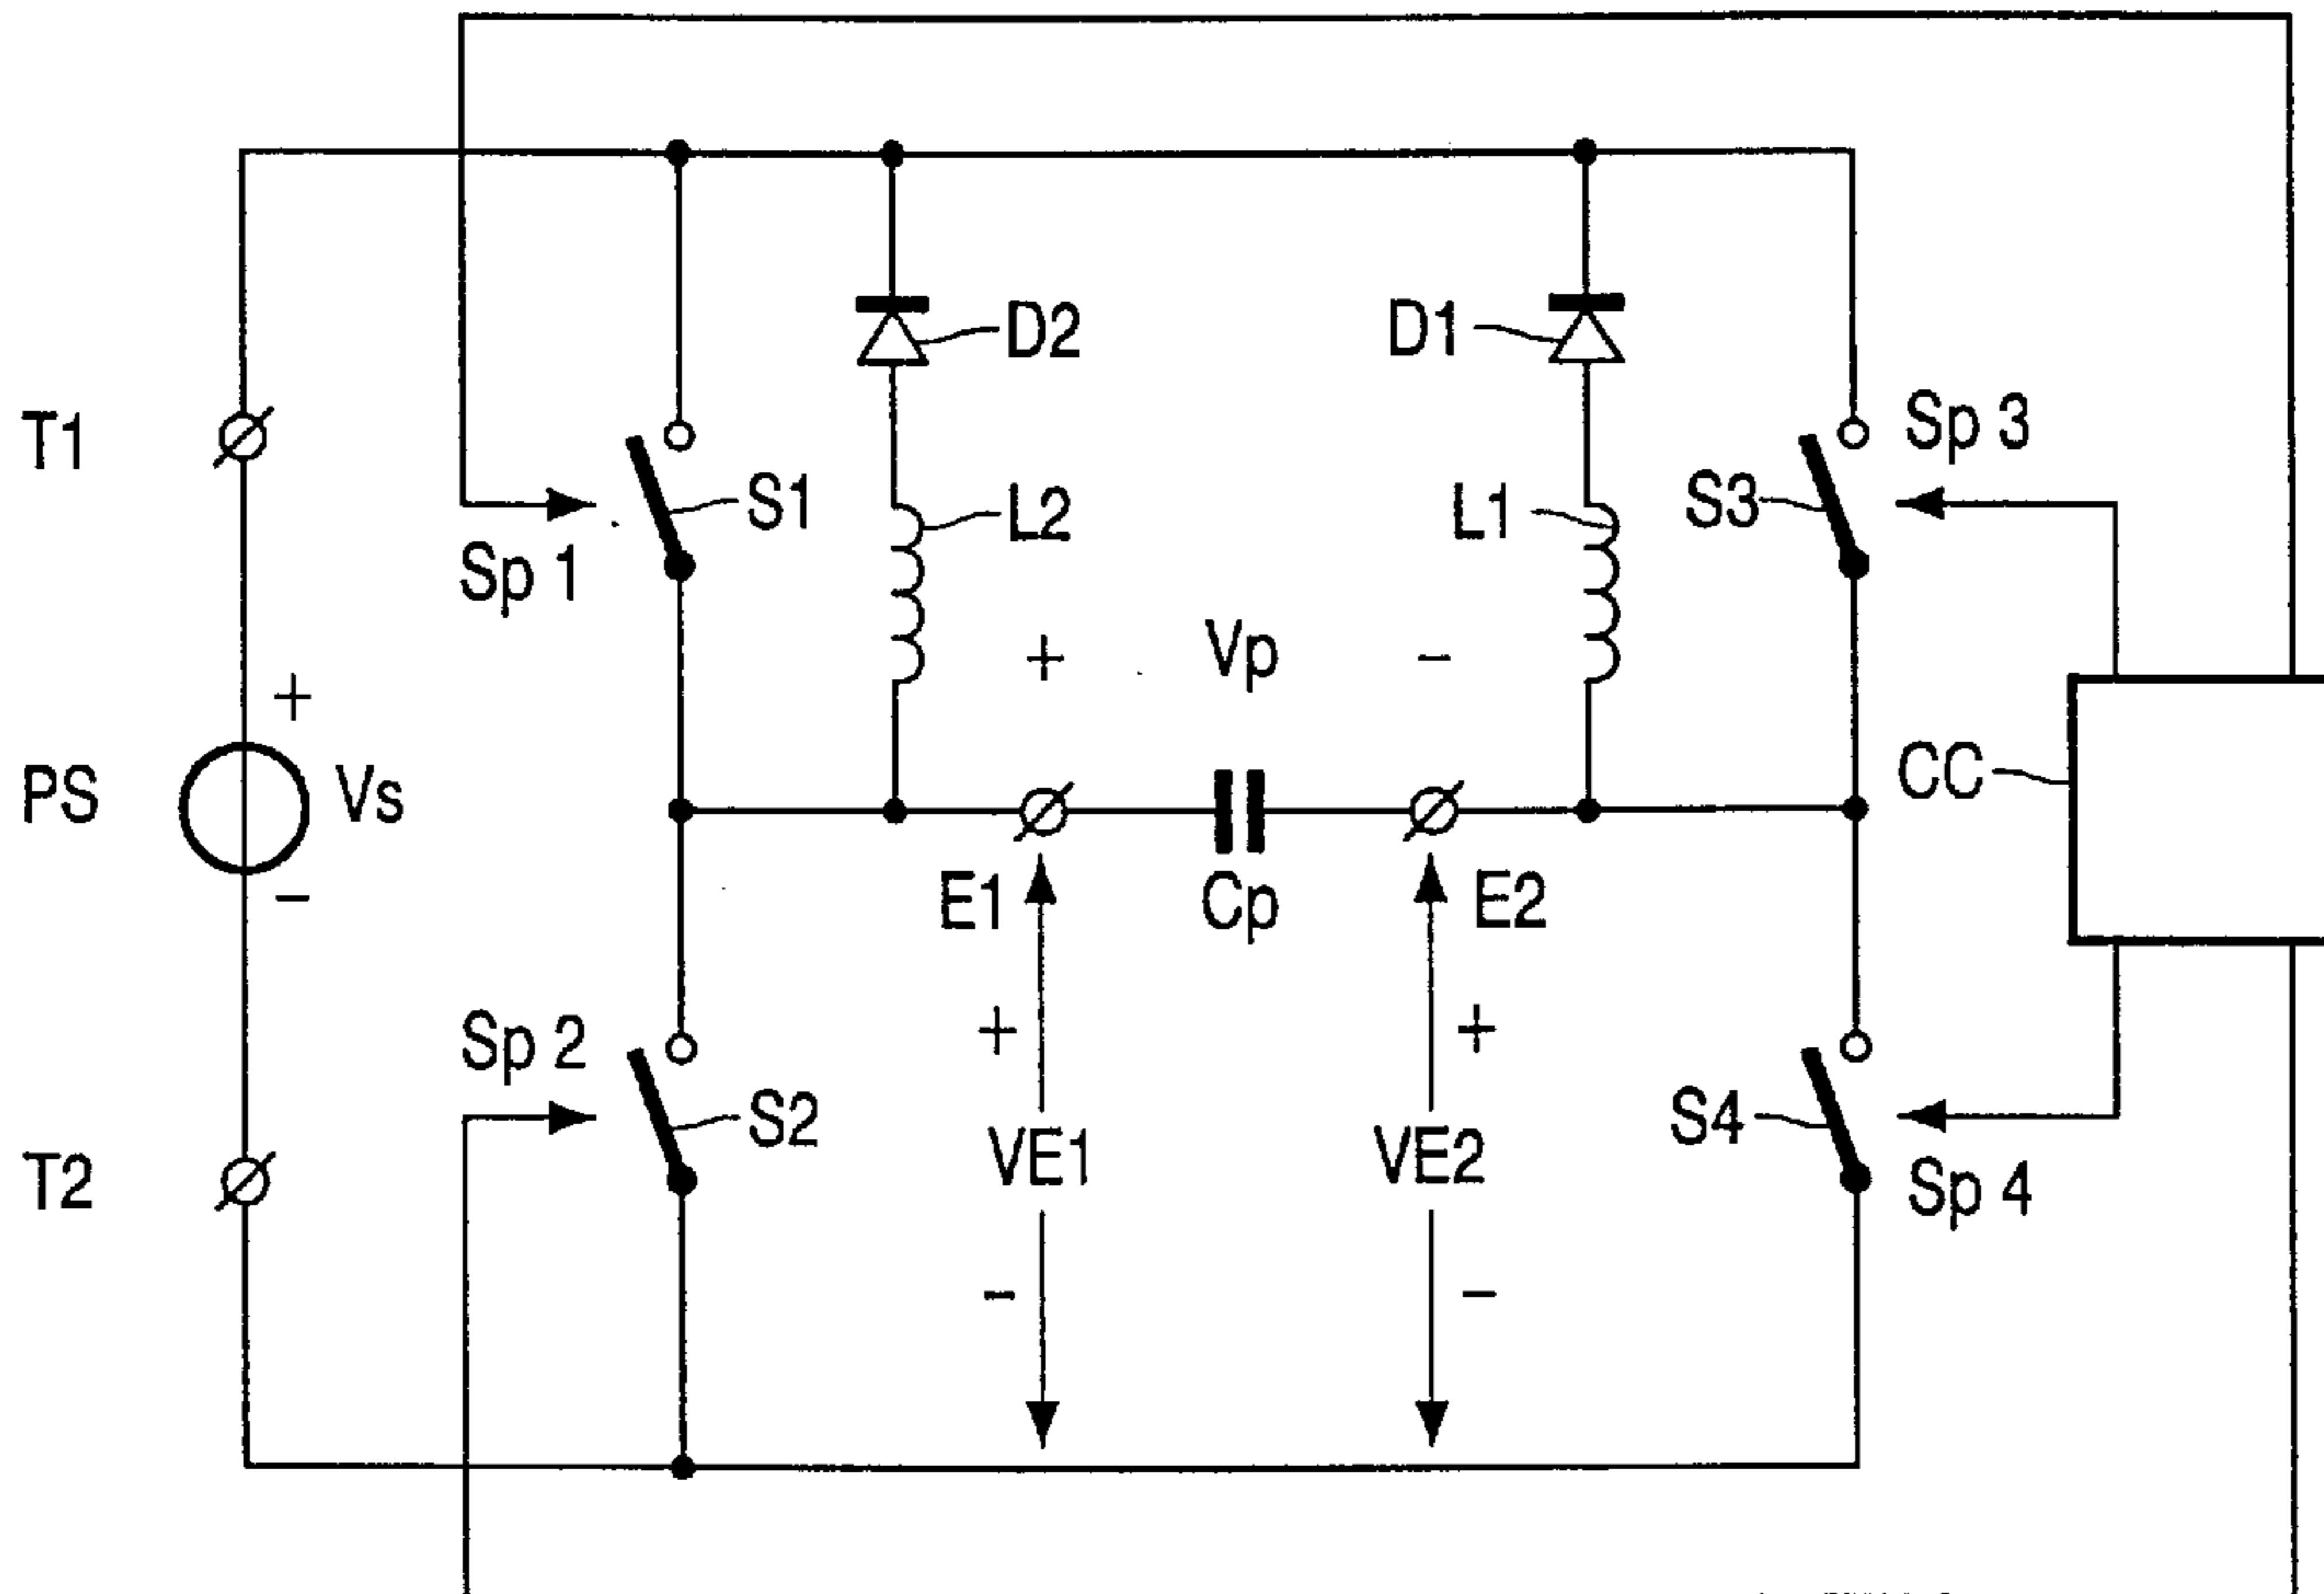 D2
D1
T1
Sp 3
S1
L2
L1
S3
Sp 1
+
Vp
−
+
PS
Vs
CC
−
E1
Cp
E2
Sp 2
+
+
S2
S4
T2
VE1
VE2
Sp 4
-
−